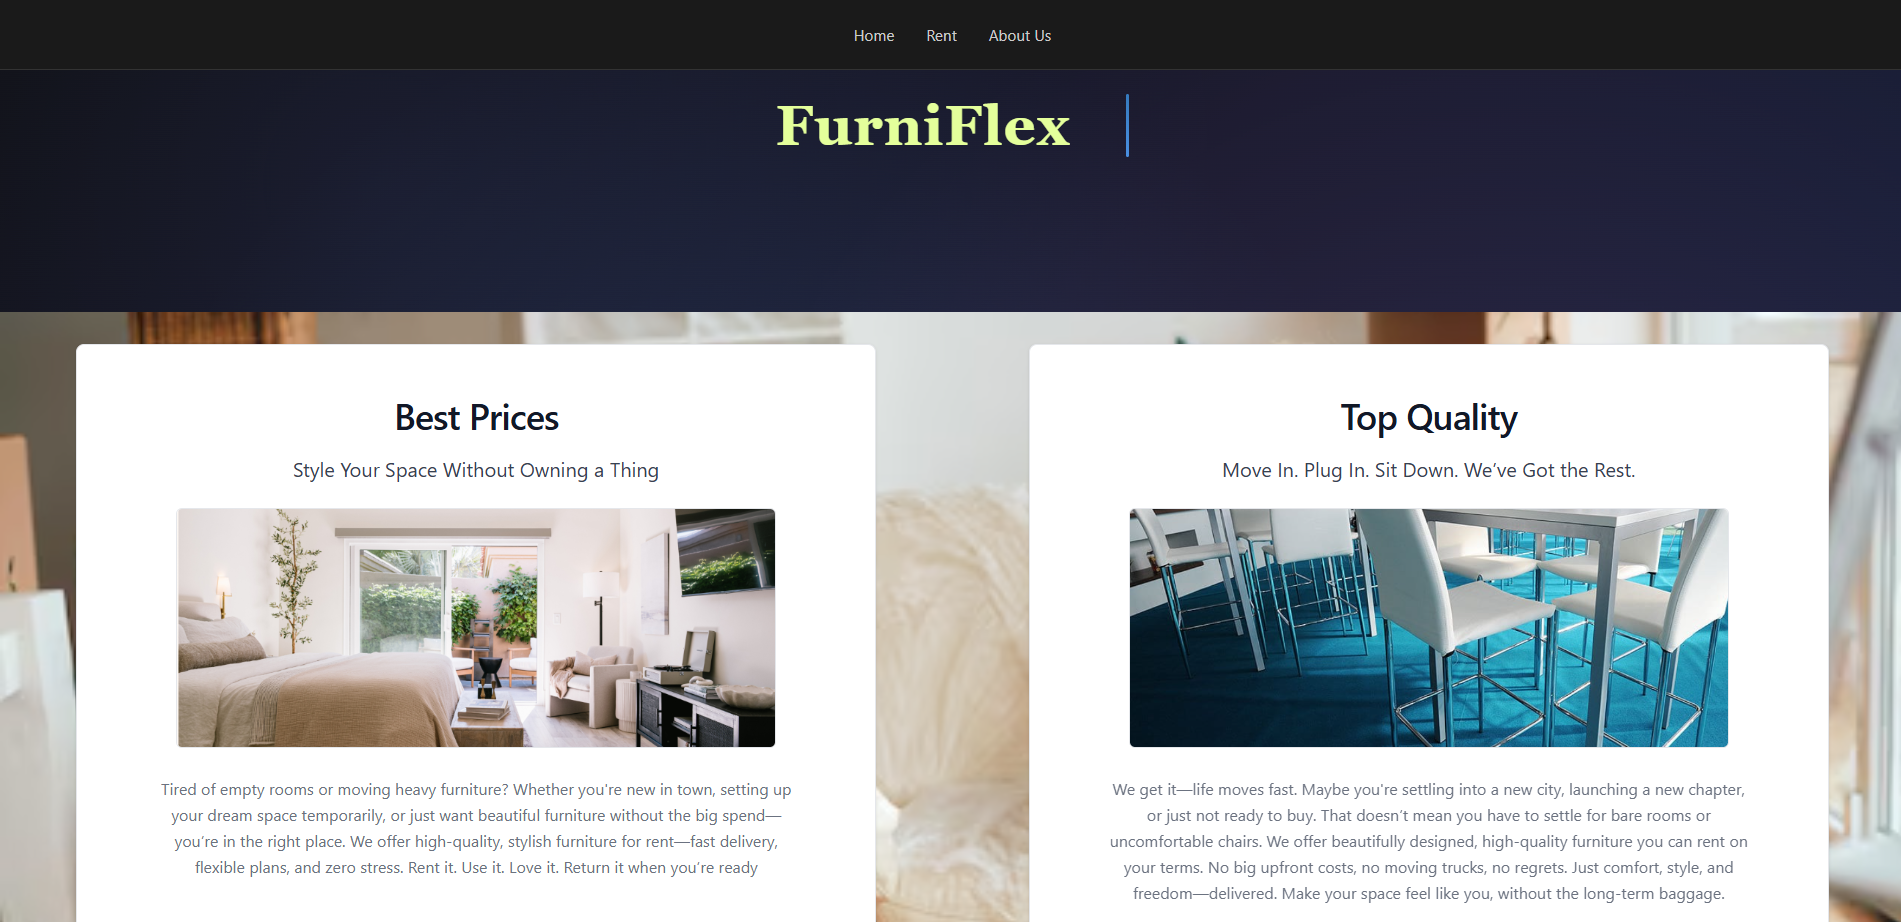 Home Rent About Us
FurniFlex
Best Prices
Style Your Space Without Owning a Thing
Tired of empty rooms or moving heavy furniture? Whether you're new in town, setting up
your dream space temporarily, or just want beautiful furniture without the big spend—
you’re in the right place. We offer high-quality, stylish furniture for rent—fast delivery,
flexible plans, and zero stress. Rent it. Use it. Love it. Return it when you’re ready
Top Quality
Move In. Plug In. Sit Down. We’ve Got the Rest.
We get it—life moves fast. Maybe you're settling into a new city, launching a new chapter,
or just not ready to buy. That doesn’t mean you have to settle for bare rooms or
uncomfortable chairs. We offer beautifully designed, high-quality furniture you can rent on
your terms. No big upfront costs, no moving trucks, no regrets. Just comfort, style, and
freedom—delivered. Make your space feel like you, without the long-term baggage.